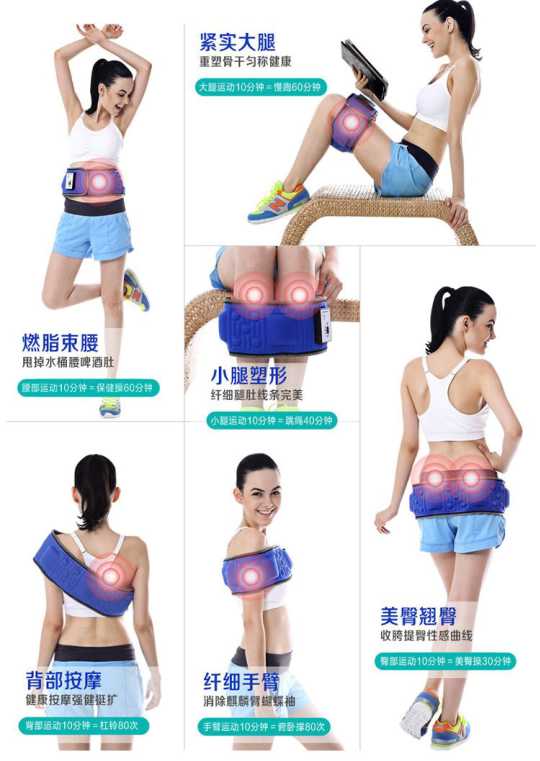 紧实大腿
重塑骨干匀称健康
大腿运动10分钟=慢跑60分钟
燃脂束腰
甩掉水桶腰啤酒肚
腰部运动10分钟=保健操60分钟
小腿塑形
纤细腿肚线条完美
小腿运动10分钟=跳绳40分钟
背部按摩
健康按摩强健挺扩
背部运动10分钟=杠铃80次
纤细手臂
消除麒麟臂蝴蝶袖
手臂运动10分钟=俯卧撑80次
美臀翘臀
收胯提臀性感曲线
臀部运动10分钟=美臀操30分钟